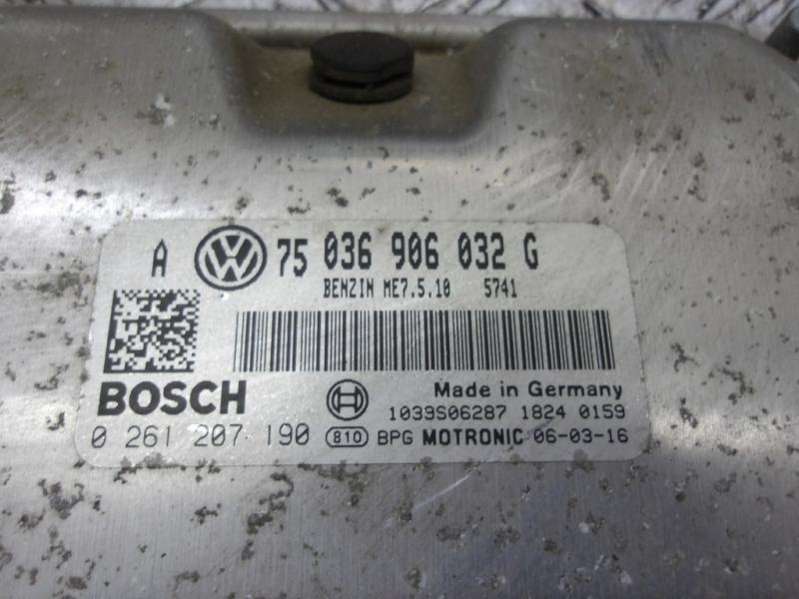 A VW 75 036 906 032 G
BENZIN ME7.5.10 5741
BOSCH Made in Germany
1039S06287 1824 0159
0 261 207 190 810 BPG MOTRONIC 06-03-16